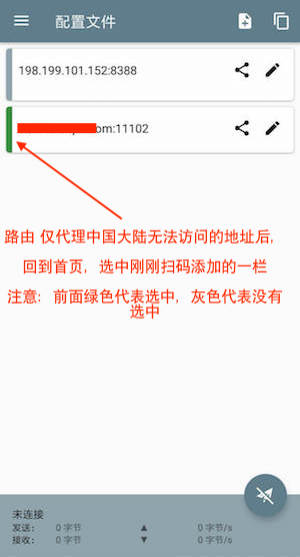 配置文件
198.199.101.152:8388
om:11102
路由 仅代理中国大陆无法访问的地址后,
回到首页, 选中刚刚扫码添加的一栏
注意: 前面绿色代表选中, 灰色代表没有
选中
未连接
发送: 0 字节 ▲ 0 字节/s
接收: 0 字节 ▼ 0 字节/s